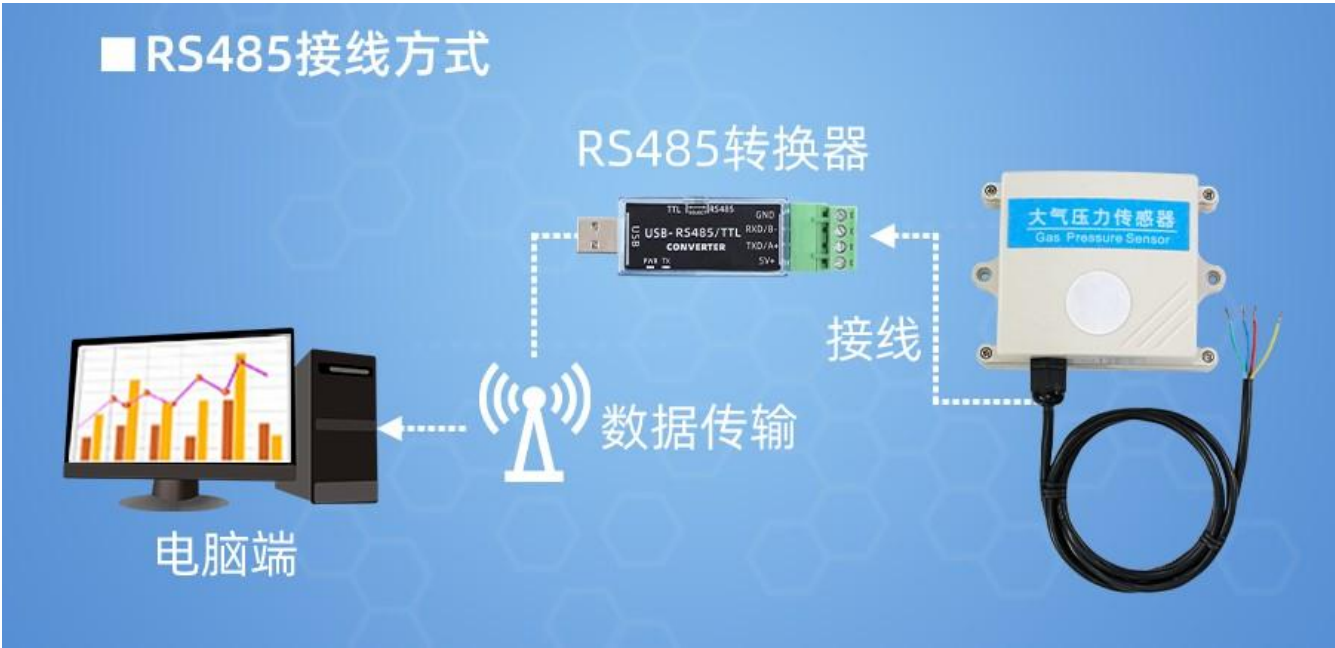 ■RS485接线方式
RS485转换器
TTL RS485
GND
USB
USB-RS485/TTL
RXD/B-
CONVERTER
TXD/A+
PWR TX
5V+
大气压力传感器
Gas Pressure Sensor
接线
数据传输
电脑端